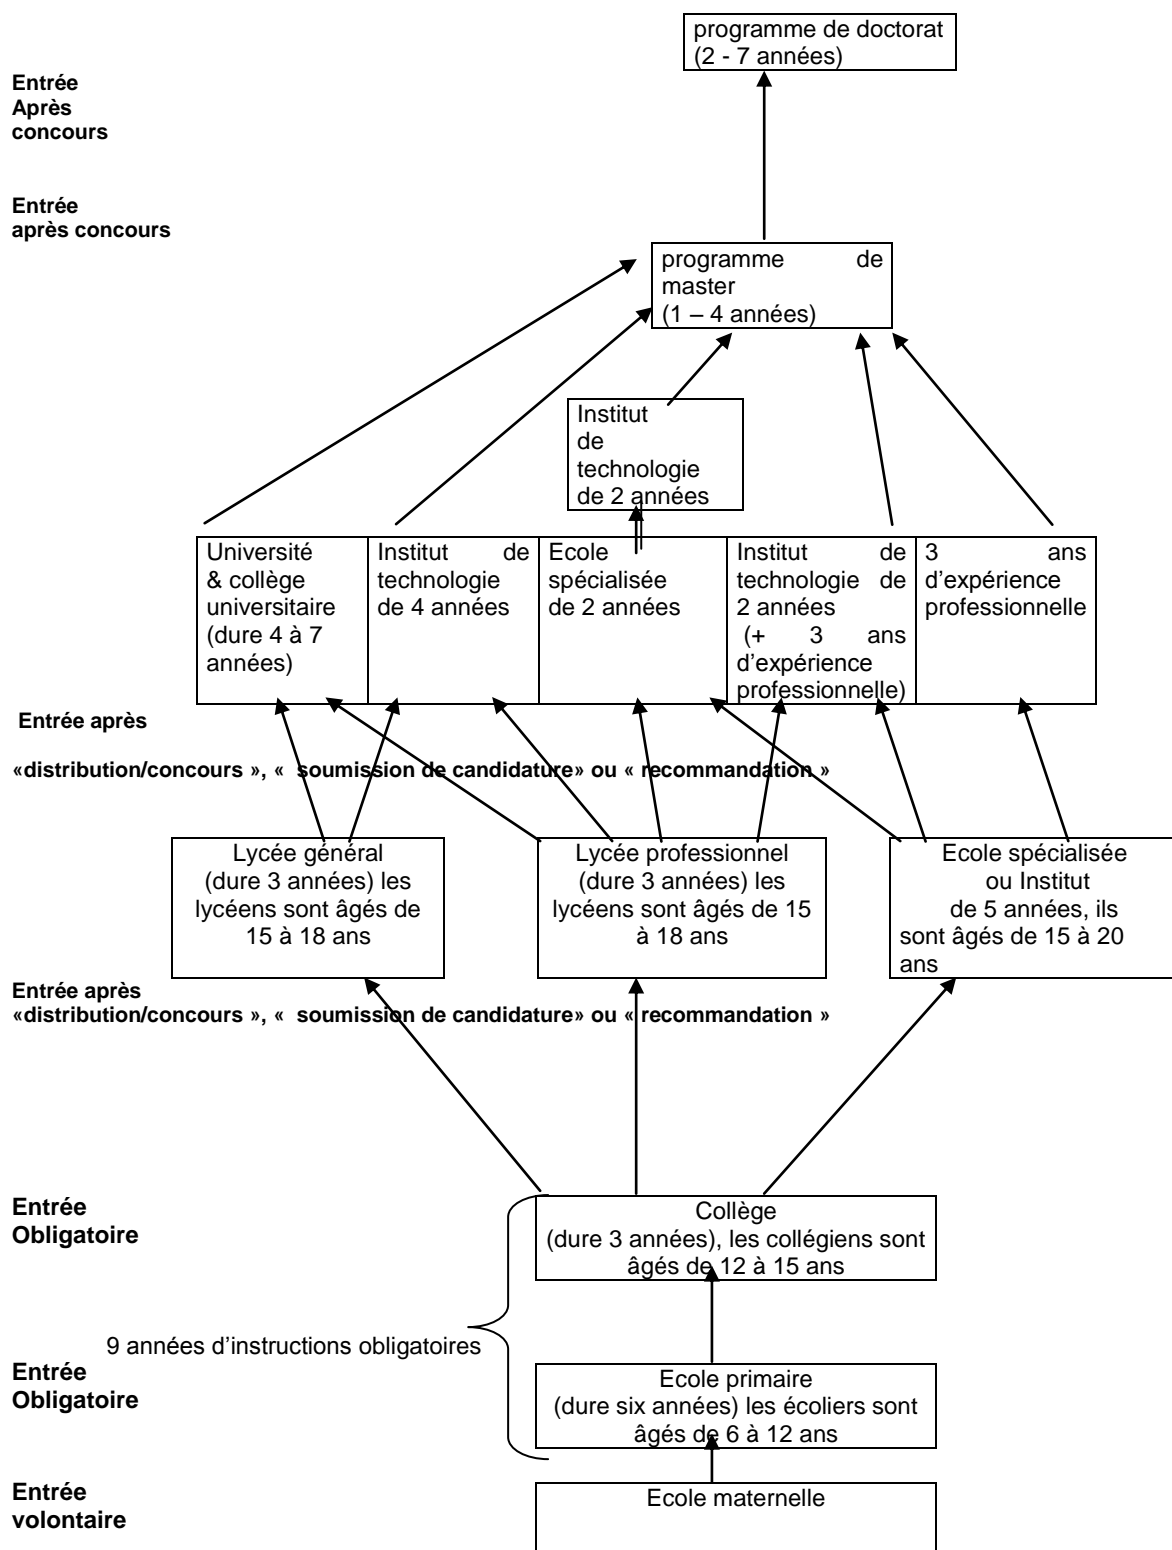 programme de doctorat
(2 - 7 années)
Entrée
Après
concours
Entrée
après concours
programme de
master
(1 – 4 années)
Institut
de
technologie
de 2 années
Université
& collège
universitaire
(dure 4 à 7
années)
Institut de
technologie
de 4 années
Ecole
spécialisée
de 2 années
Institut de
technologie de
2 années
(+ 3 ans
d’expérience
professionnelle)
3 ans
d’expérience
professionnelle
Entrée après
«distribution/concours », « soumission de candidature» ou « recommandation »
Lycée général
(dure 3 années) les
lycéens sont âgés de
15 à 18 ans
Lycée professionnel
(dure 3 années) les
lycéens sont âgés de 15
à 18 ans
Ecole spécialisée
ou Institut
de 5 années, ils
sont âgés de 15 à 20
ans
Entrée après
«distribution/concours », « soumission de candidature» ou « recommandation »
Entrée
Obligatoire
Collège
(dure 3 années), les collégiens sont
âgés de 12 à 15 ans
9 années d’instructions obligatoires
Entrée
Obligatoire
Ecole primaire
(dure six années) les écoliers sont
âgés de 6 à 12 ans
Entrée
volontaire
Ecole maternelle